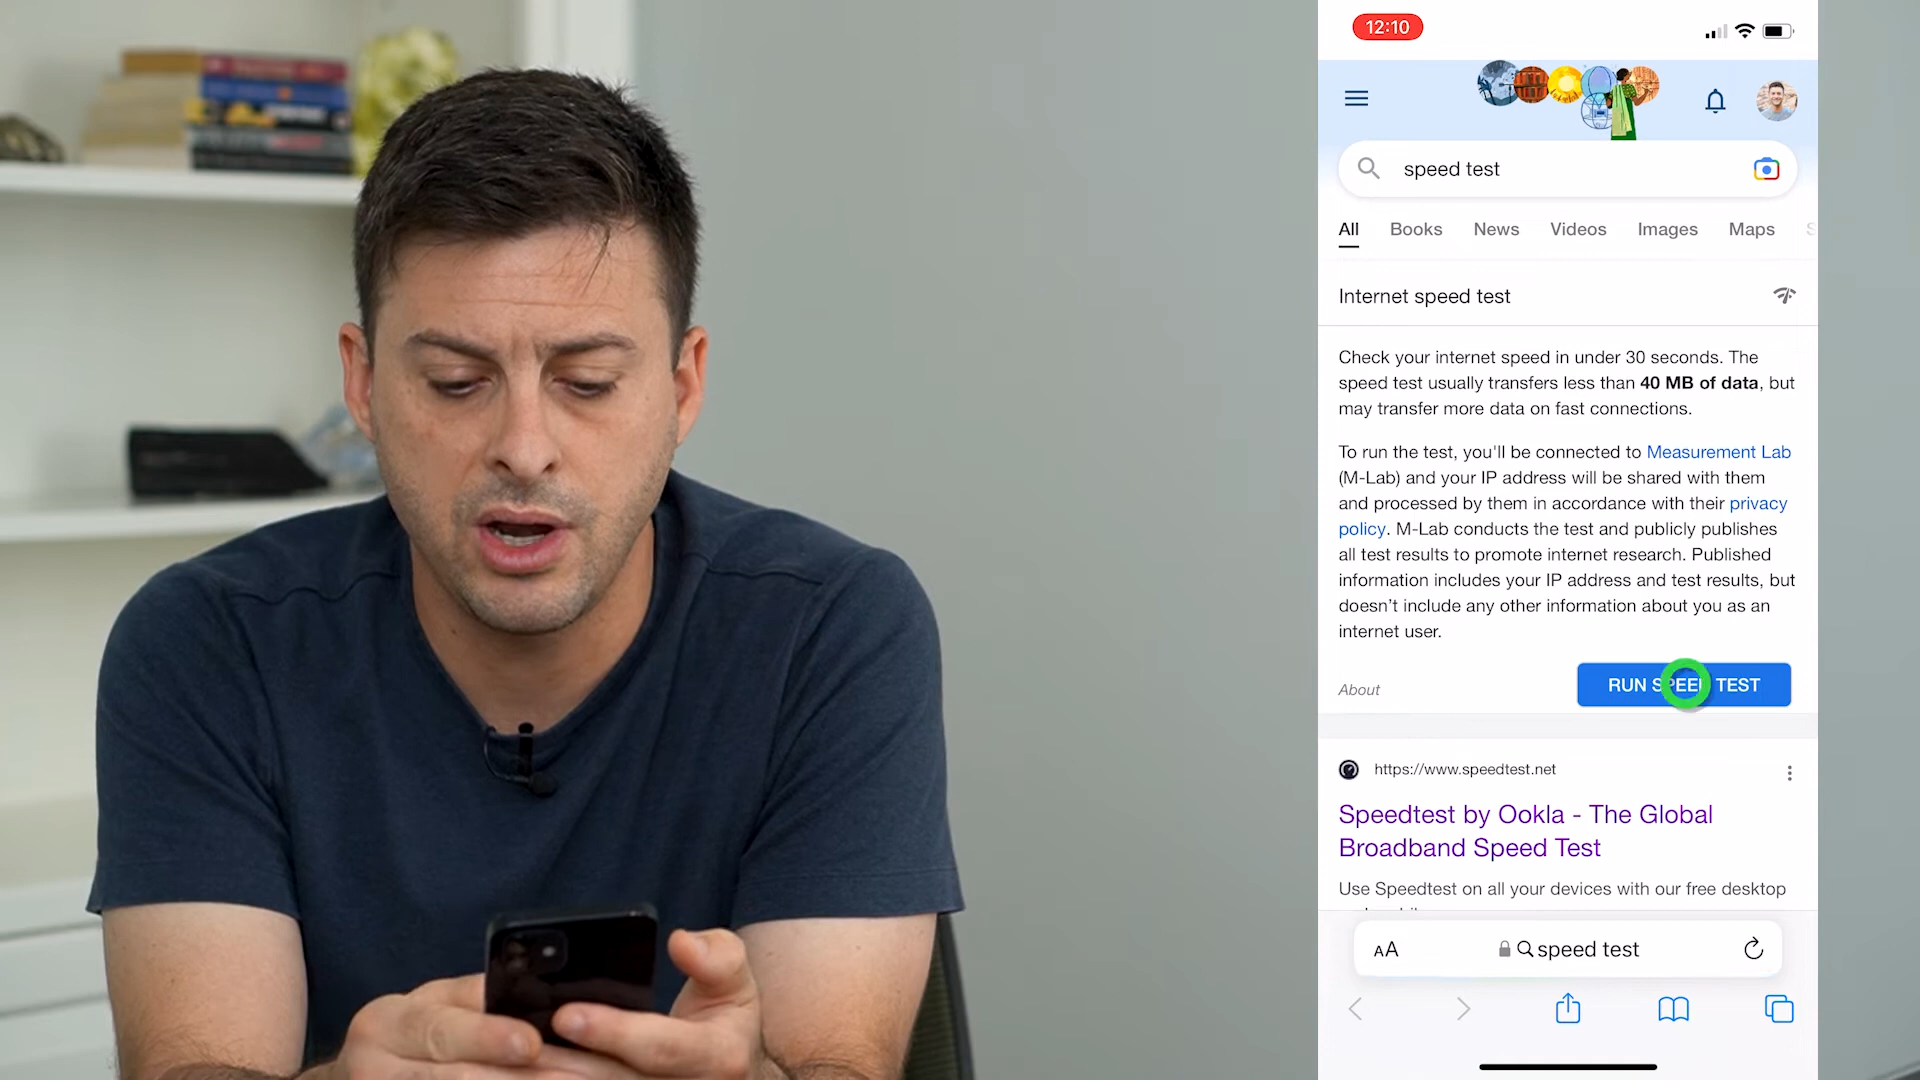 12:10
speed test
All Books News Videos Images Maps
Internet speed test
Check your internet speed in under 30 seconds. The
speed test usually transfers less than 40 MB of data, but
may transfer more data on fast connections.
To run the test, you'll be connected to Measurement Lab
(M-Lab) and your IP address will be shared with them
and processed by them in accordance with their privacy
policy. M-Lab conducts the test and publicly publishes
all test results to promote internet research. Published
information includes your IP address and test results, but
doesn’t include any other information about you as an
internet user.
About
RUN SPEED TEST
https://www.speedtest.net
Speedtest by Ookla - The Global
Broadband Speed Test
Use Speedtest on all your devices with our free desktop
AA speed test